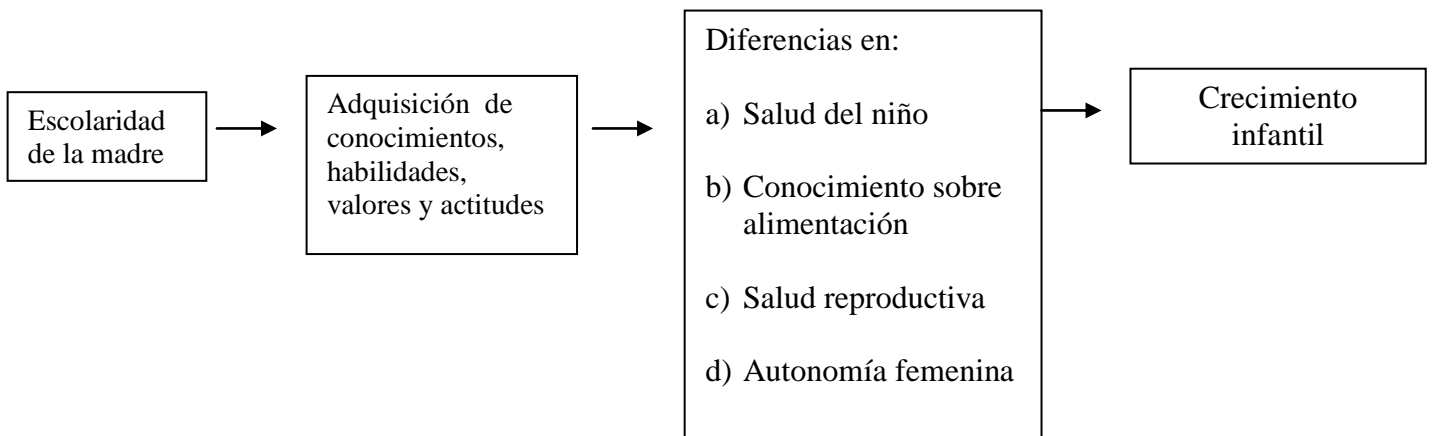 Escolaridad
de la madre
Adquisición de
conocimientos,
habilidades,
valores y actitudes
Diferencias en:
a) Salud del niño
b) Conocimiento sobre
alimentación
c) Salud reproductiva
d) Autonomía femenina
Crecimiento
infantil